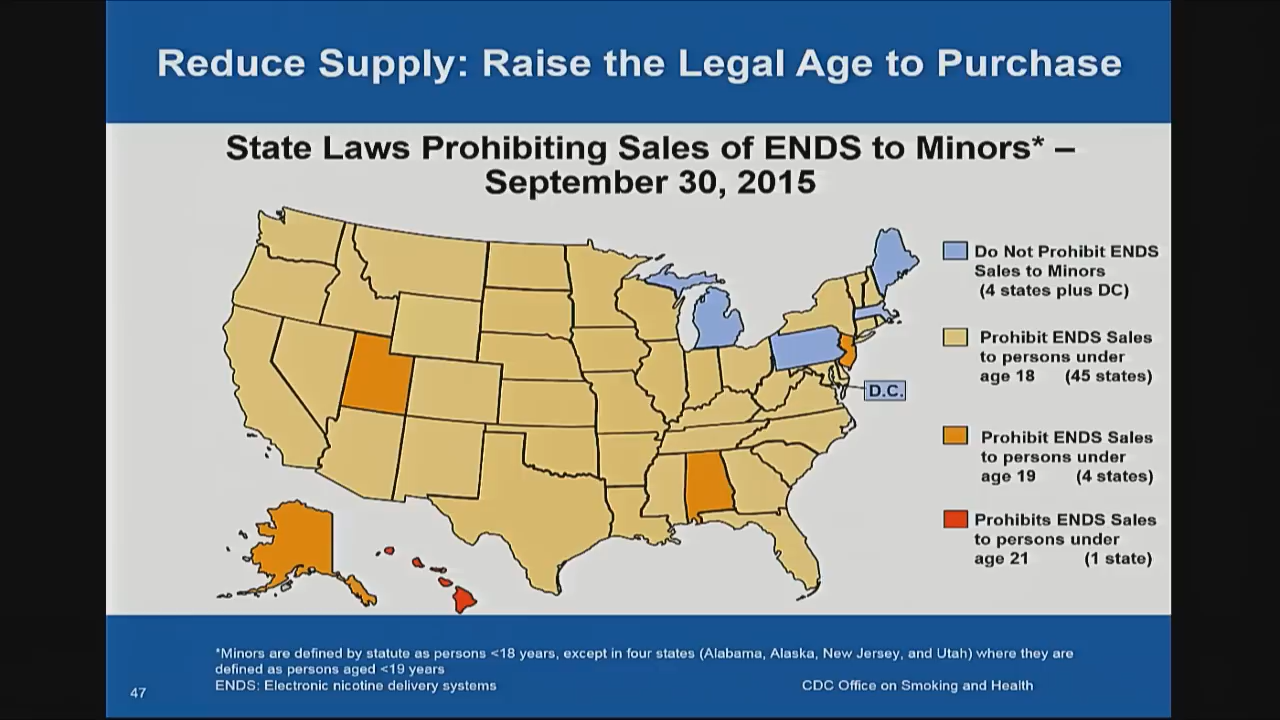 Reduce Supply: Raise the Legal Age to Purchase
State Laws Prohibiting Sales of ENDS to Minors* –
September 30, 2015
Do Not Prohibit ENDS
Sales to Minors
(4 states plus DC)
Prohibit ENDS Sales
to persons under
age 18 (45 states)
D.C.
Prohibit ENDS Sales
to persons under
age 19 (4 states)
Prohibits ENDS Sales
to persons under
age 21 (1 state)
*Minors are defined by statute as persons <18 years, except in four states (Alabama, Alaska, New Jersey, and Utah) where they are
defined as persons aged <19 years
ENDS: Electronic nicotine delivery systems
CDC Office on Smoking and Health
47